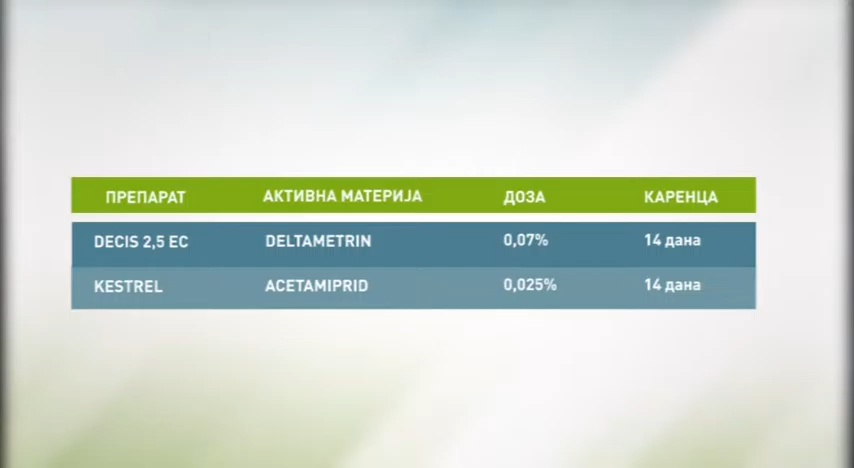 ПРЕПАРАТ АКТИВНА МАТЕРИЈА ДОЗА КАРЕНЦА
DECIS 2,5 EC DELTAMETRIN 0,07% 14 дана
KESTREL ACETAMIPRID 0,025% 14 дана